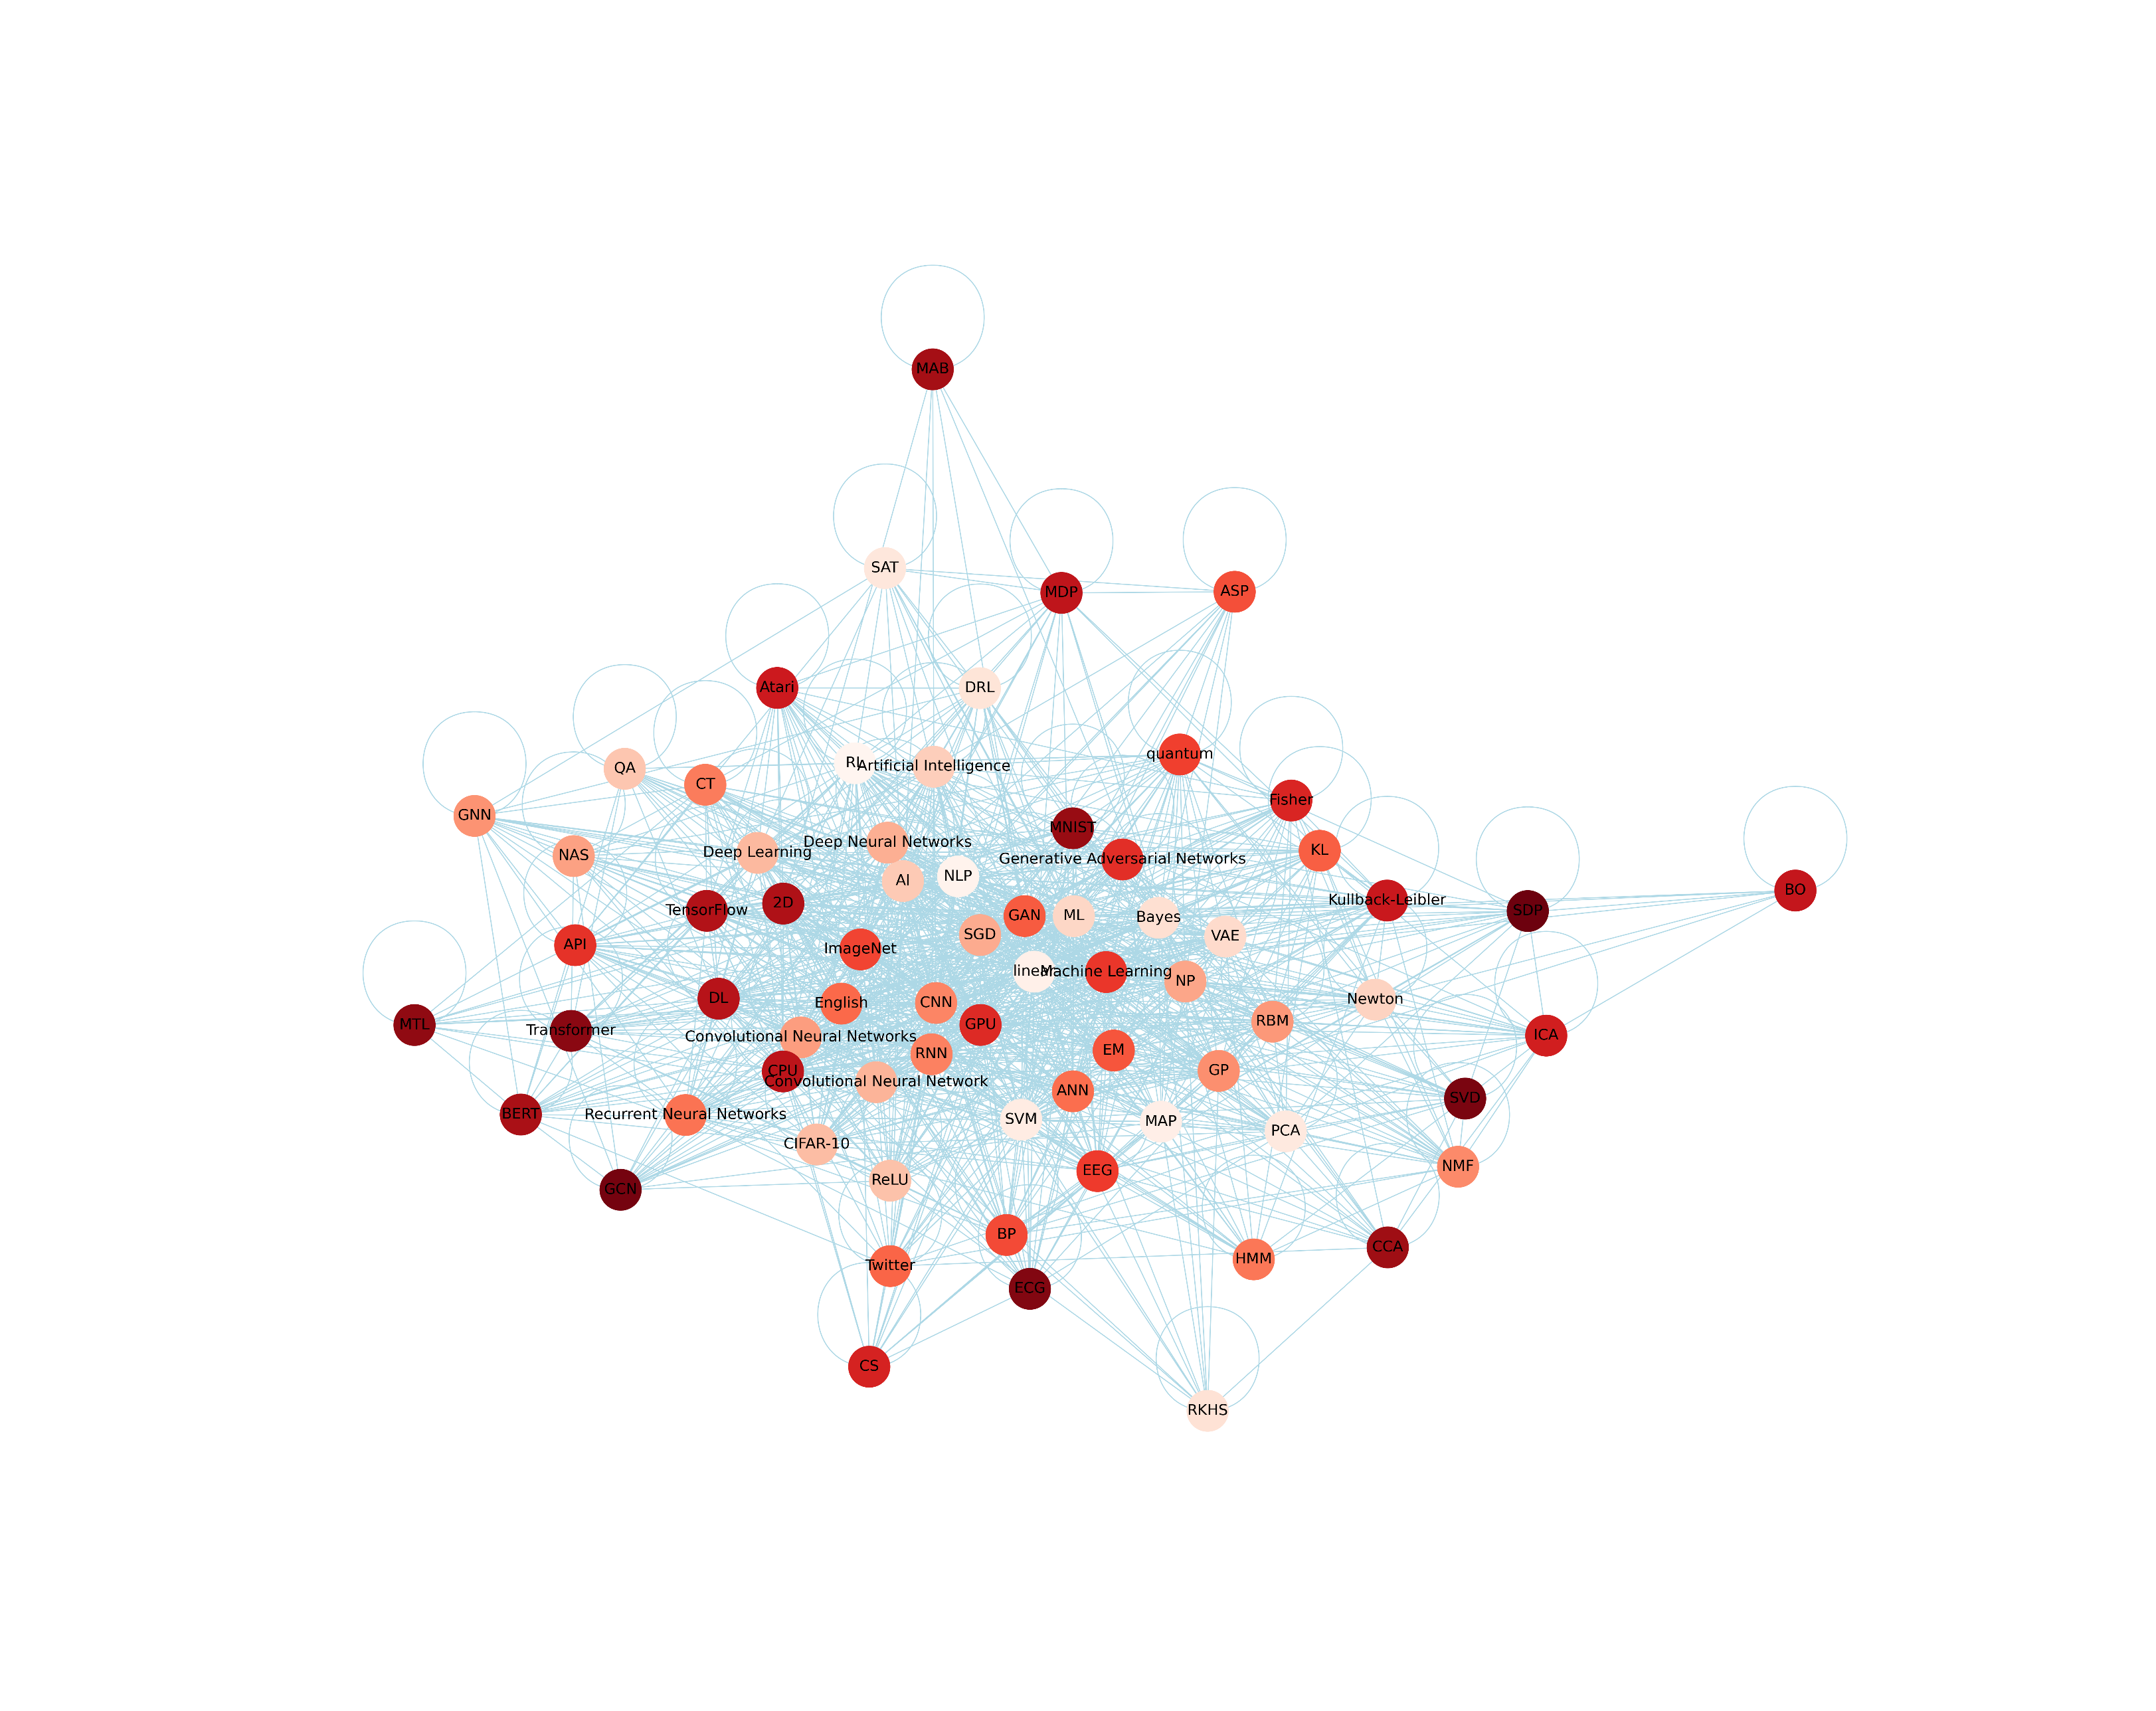 MAB
SAT
MDP
ASP
Atari
DRL
quantum
RL
Artificial Intelligence
QA
CT
Fisher
GNN
MNIST
Deep Neural Networks
KL
Deep Learning
NAS
Generative Adversarial Networks
NLP
AI
BO
Kullback-Leibler
2D
TensorFlow
SDP
GAN
ML
Bayes
SGD
VAE
API
ImageNet
linear
Machine Learning
NP
DL
Newton
English
CNN
RBM
MTL
GPU
Transformer
ICA
Convolutional Neural Networks
EM
RNN
CPU
GP
Convolutional Neural Network
ANN
SVD
BERT
Recurrent Neural Networks
SVM
MAP
PCA
CIFAR-10
NMF
EEG
ReLU
GCN
BP
CCA
HMM
Twitter
ECG
CS
RKHS